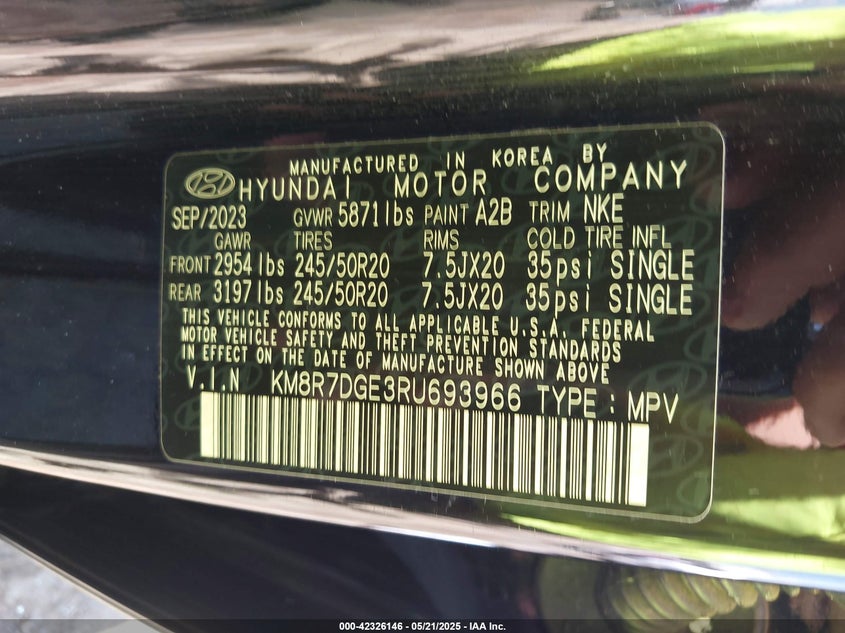 MANUFACTURED IN KOREA BY
HYUNDAI MOTOR COMPANY
SEP/2023 GVWR 5871lbs PAINT A2B TRIM NKE
GAWR TIRES RIMS COLD TIRE INFL
FRONT 2954lbs 245/50R20 7.5JX20 35psi SINGLE
REAR 3197lbs 245/50R20 7.5JX20 35psi SINGLE
THIS VEHICLE CONFORMS TO ALL APPLICABLE U.S.A. FEDERAL
MOTOR VEHICLE SAFETY AND THEFT PREVENTION STANDARDS
IN EFFECT ON THE DATE OF MANUFACTURE SHOWN ABOVE
V.I.N KM8R7DGE3RU693966 TYPE : MPV
000-42326146 - 05/21/2025 - IAA Inc.